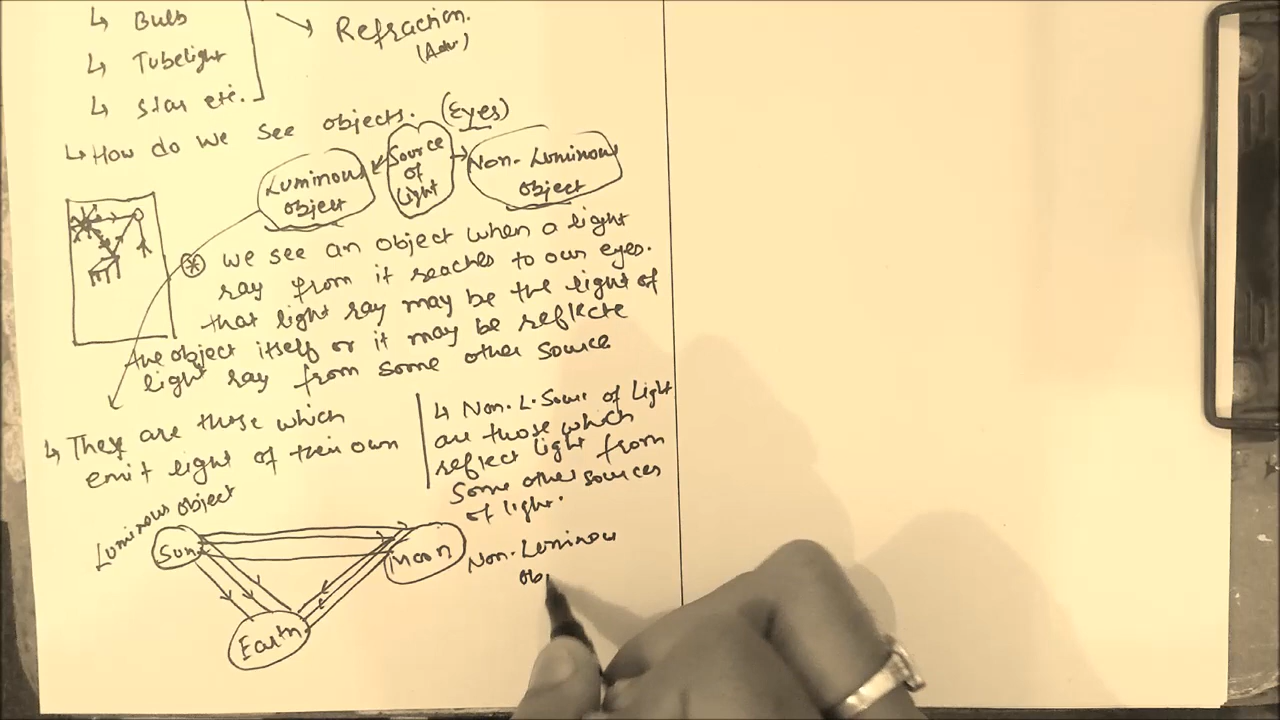 ↳ Bulb
↳ Tubelight
↳ Star etc.
→ Refraction.
(Adv.)
↳ How do we see objects. (Eyes)
Source of light
Luminous object
Non-Luminous object
* we see an object when a light
ray from it reaches to our eyes.
that light ray may be the light of
the object itself or it may be reflecte
light ray from some other source
↳ They are those which
emit light of their own
↳ Non-L. Sour of light
are those which
reflect light from
Some other sources
of light.
Luminous object
Sun
Moon
Earth
Non-Luminous
ob